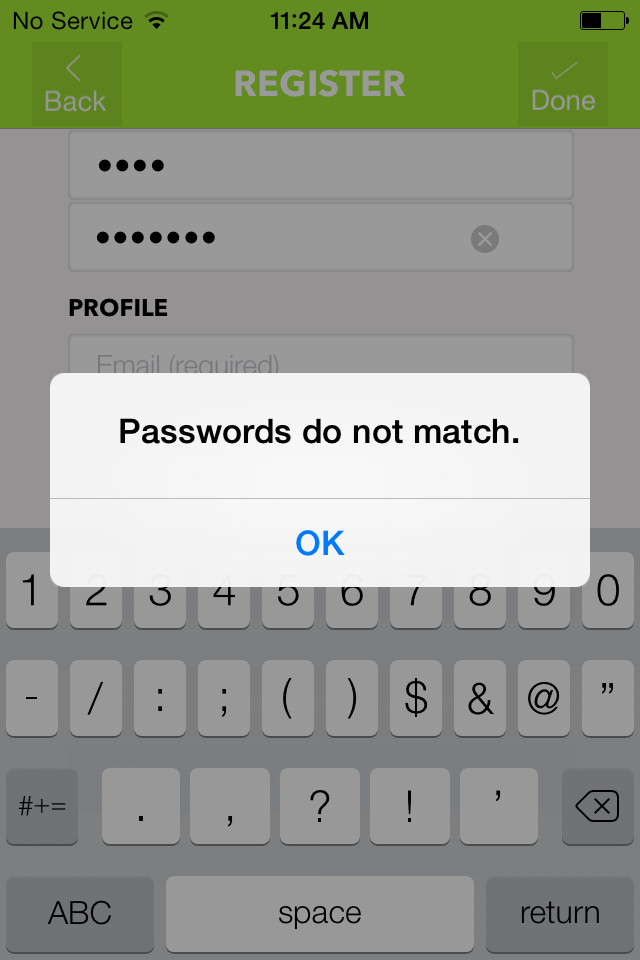 No Service 11:24 AM
Back REGISTER Done
••••
•••••••
PROFILE
Email (required)
Passwords do not match.
OK
1 2 3 4 5 6 7 8 9 0
- / : ; ( ) $ & @ ”
#+= . , ? ! ’
ABC space return